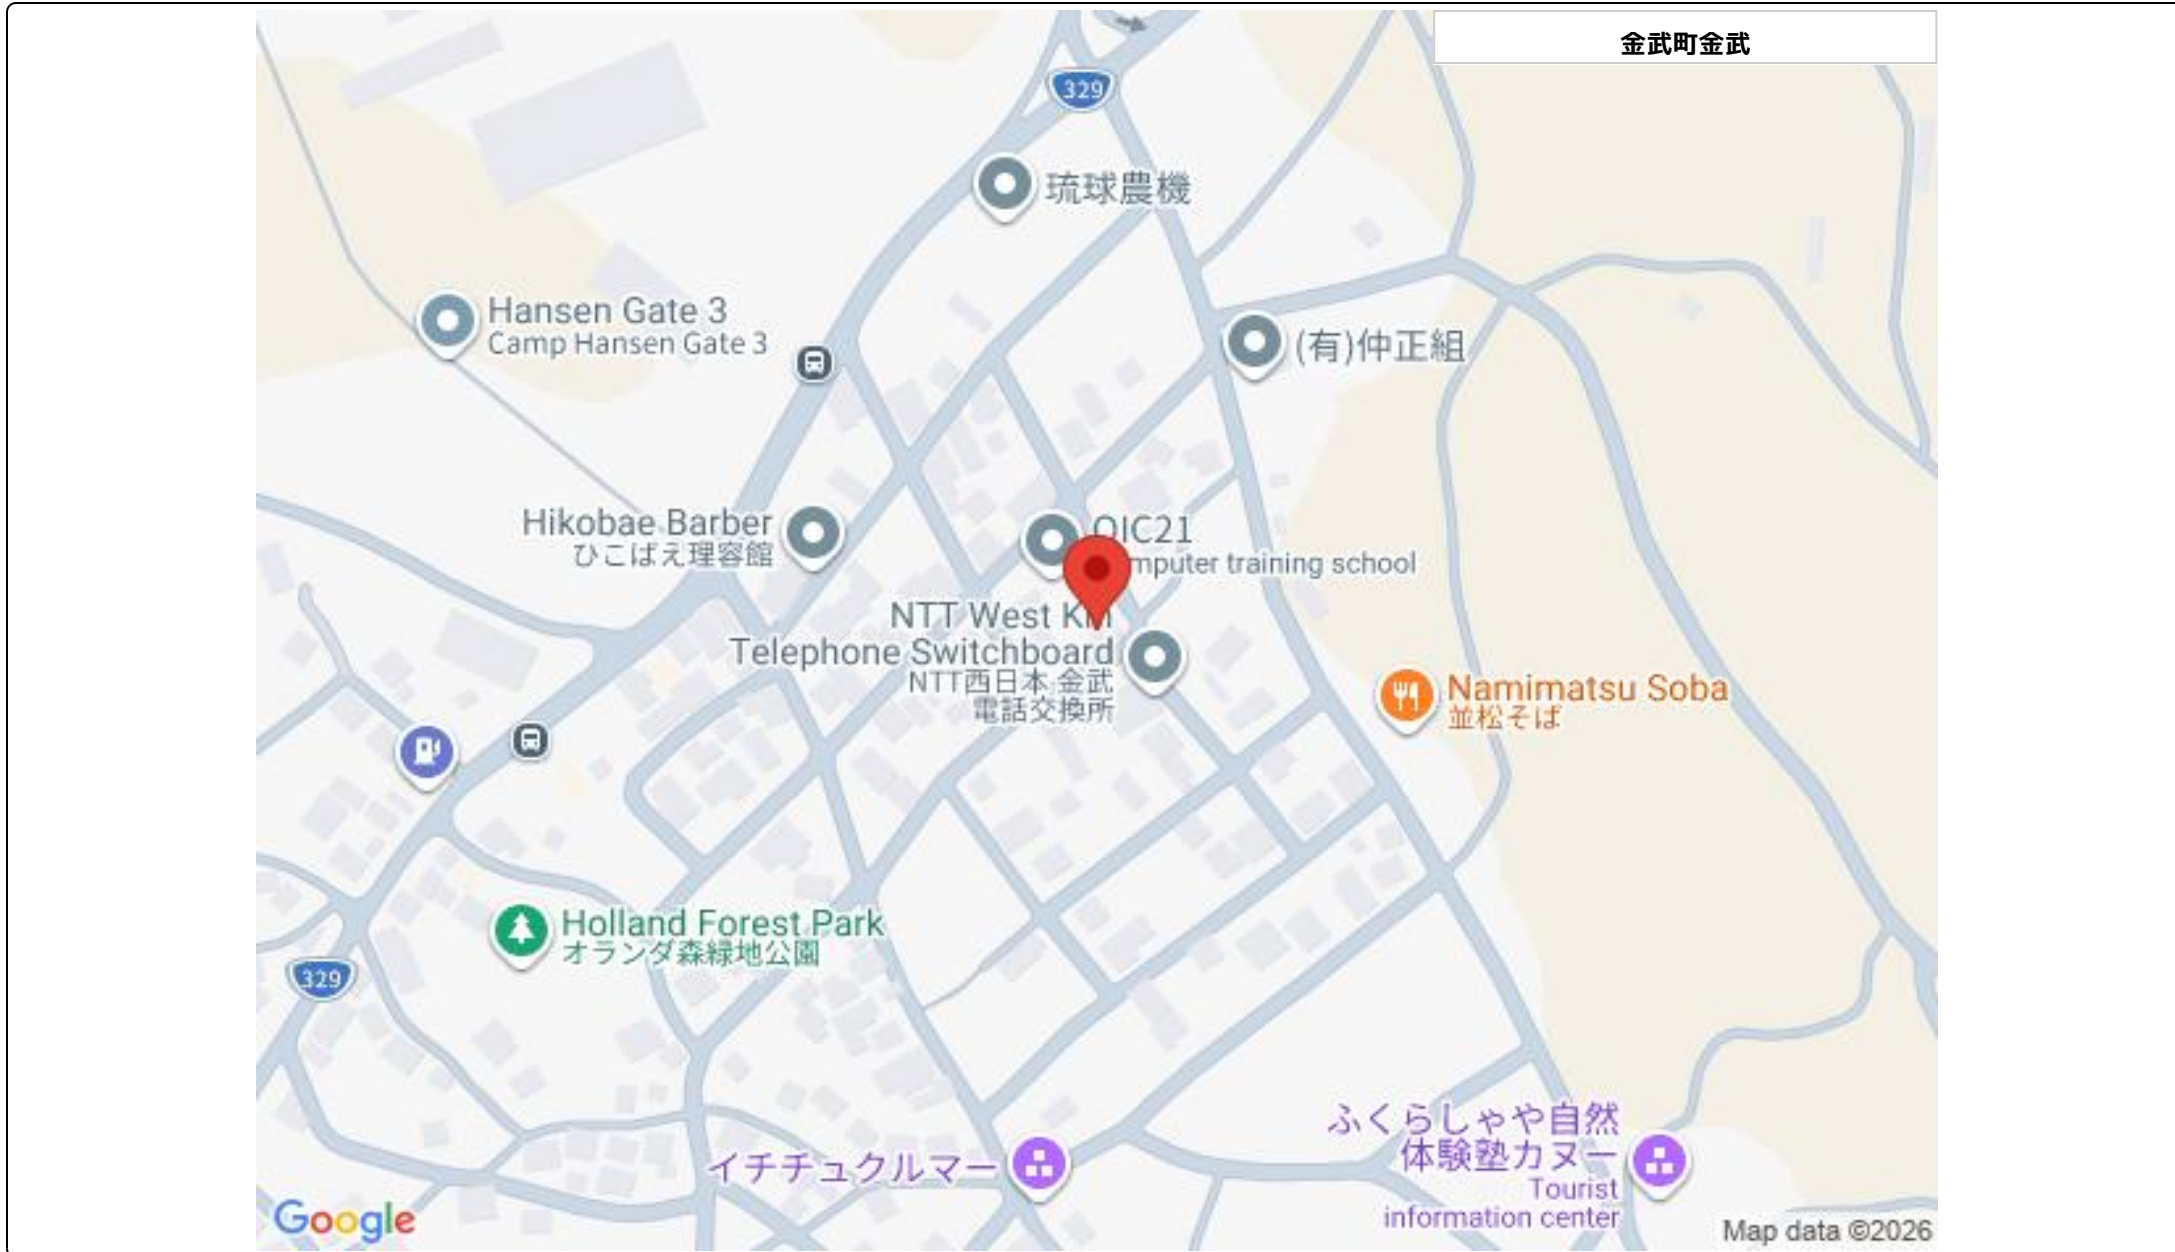 金武町金武
329
琉球農機
Hansen Gate 3
Camp Hansen Gate 3
(有)仲正組
Hikobae Barber
ひこばえ理容館
OIC21
mputer training school
NTT West Kin
Telephone Switchboard
NTT西日本 金武
電話交換所
Namimatsu Soba
並松そば
Holland Forest Park
オランダ森緑地公園
329
ふくらしゃや自然
体験塾カヌー
Tourist
information center
イチチュクルマー
Google
Map data ©2026